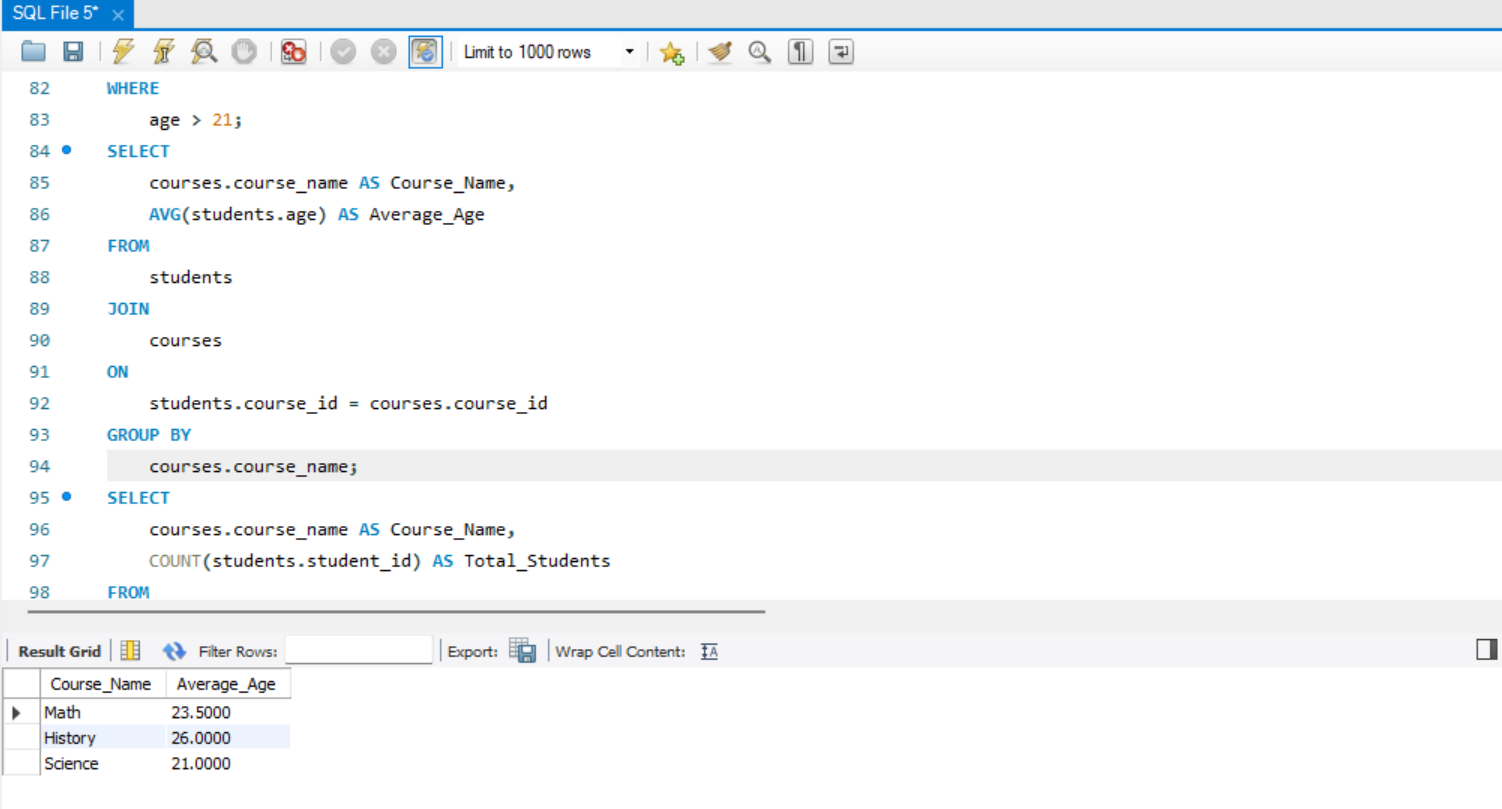 SQL File 5* ×
Limit to 1000 rows
82 WHERE
83 age > 21;
84 SELECT
85 courses.course_name AS Course_Name,
86 AVG(students.age) AS Average_Age
87 FROM
88 students
89 JOIN
90 courses
91 ON
92 students.course_id = courses.course_id
93 GROUP BY
94 courses.course_name;
95 SELECT
96 courses.course_name AS Course_Name,
97 COUNT(students.student_id) AS Total_Students
98 FROM
Result Grid Filter Rows: Export: Wrap Cell Content:
Course_Name Average_Age
Math 23.5000
History 26.0000
Science 21.0000